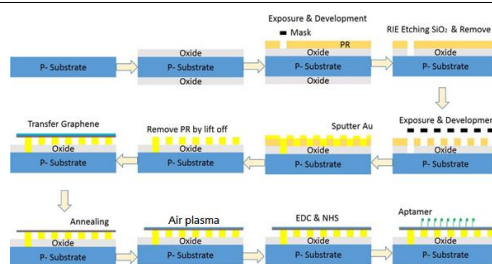 Exposure & Development
Mask
RIE Etching SiO₂ & Remove
Oxide
PR
P- Substrate
Oxide
P- Substrate
Oxide
Oxide
P- Substrate
Oxide
Oxide
P- Substrate
Transfer Graphene
Remove PR by lift off
Sputter Au
Exposure & Development
Oxide
P- Substrate
Oxide
P- Substrate
Oxide
P- Substrate
Oxide
P- Substrate
Annealing
Air plasma
EDC & NHS
Aptamer
Oxide
P- Substrate
Oxide
P- Substrate
Oxide
P- Substrate
Oxide
P- Substrate